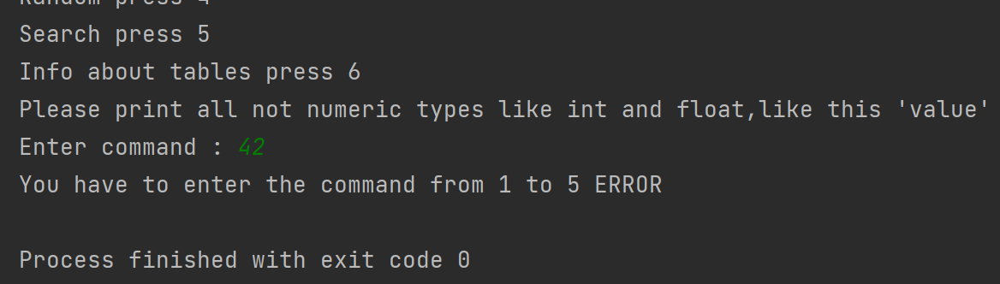 Random press 4
Search press 5
Info about tables press 6
Please print all not numeric types like int and float,like this 'value'
Enter command : 42
You have to enter the command from 1 to 5 ERROR
Process finished with exit code 0